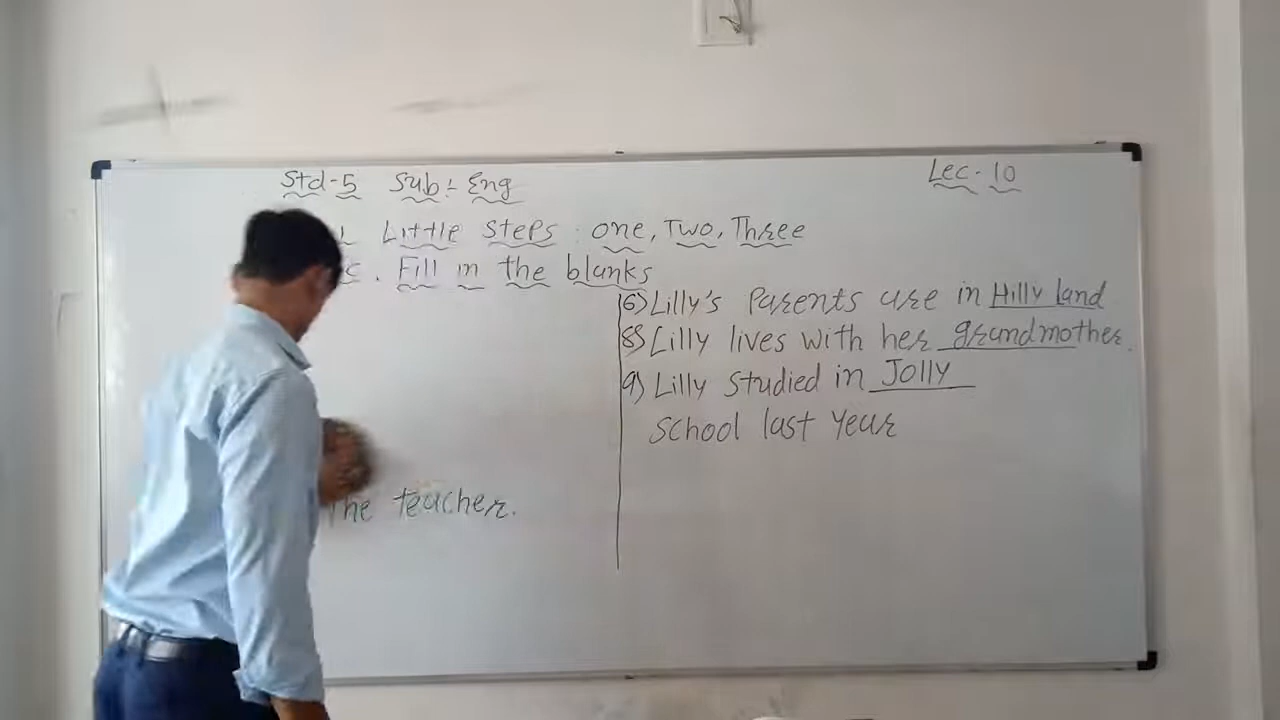 Std-5 Sub:- Eng
Lec-10
Little Steps: one, Two, Three
c. Fill in the blanks
the teacher.
6) Lilly's Parents are in Hilly land
8) Lilly lives with her grandmother.
9) Lilly Studied in Jolly
School last year